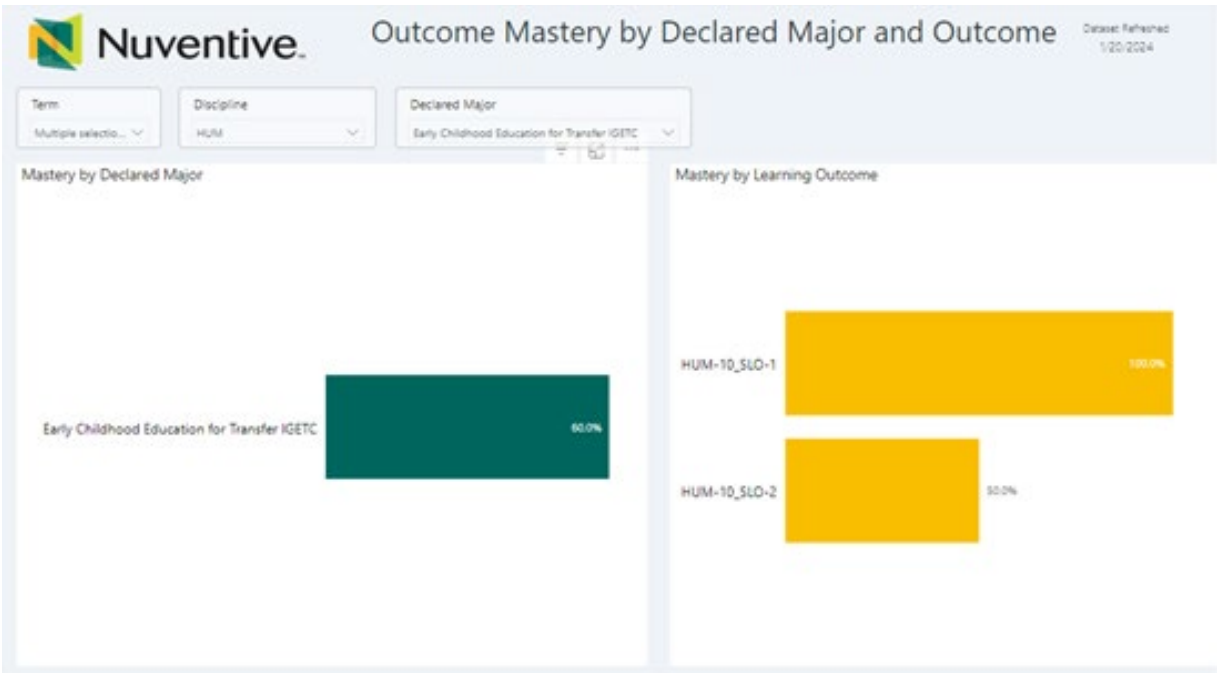 Nuventive™
Outcome Mastery by Declared Major and Outcome
Dataset Refreshed
1/20/2024
Term
Multiple selectio...
Discipline
HUM
Declared Major
Early Childhood Education for Transfer IGETC
Mastery by Declared Major
Early Childhood Education for Transfer IGETC
60.0%
Mastery by Learning Outcome
HUM-10_SLO-1
100.0%
HUM-10_SLO-2
50.0%